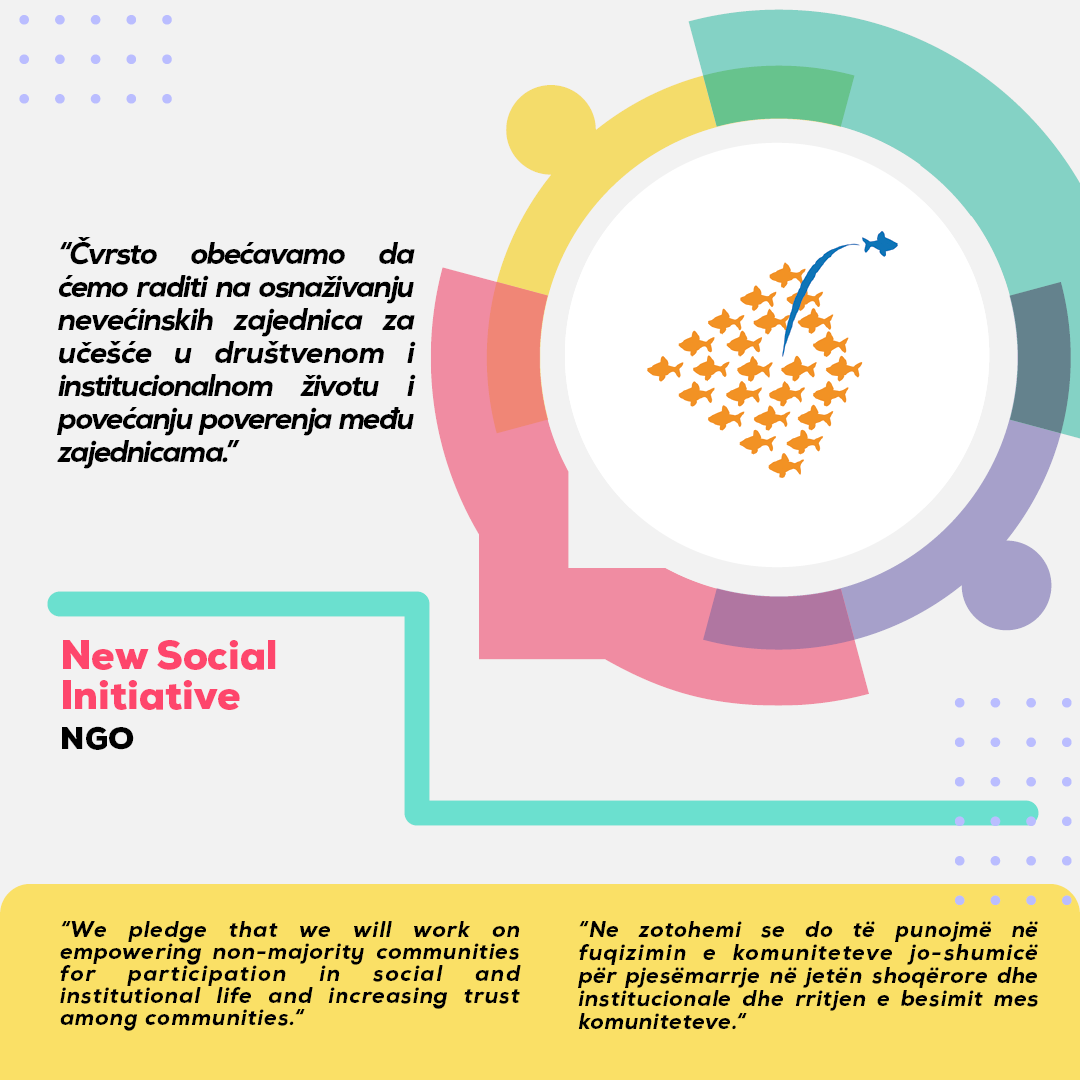 “Čvrsto obećavamo da
ćemo raditi na osnaživanju
nevećinskih zajednica za
učešće u društvenom i
institucionalnom životu i
povećanju poverenja među
zajednicama.”
New Social
Initiative
NGO
“We pledge that we will work on
empowering non-majority communities
for participation in social and
institutional life and increasing trust
among communities.“
“Ne zotohemi se do të punojmë në
fuqizimin e komuniteteve jo-shumicë
për pjesëmarrje në jetën shoqërore dhe
institucionale dhe rritjen e besimit mes
komuniteteve.“